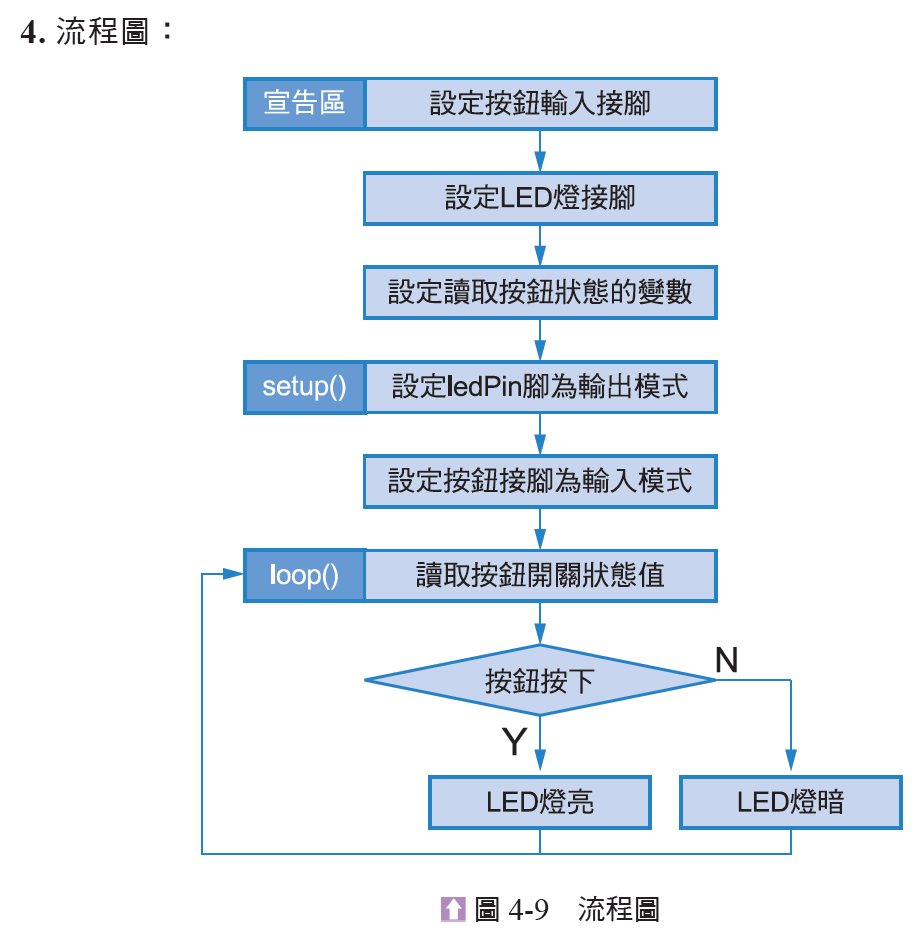 4. 流程圖：
宣告區 設定按鈕輸入接腳
設定LED燈接腳
設定讀取按鈕狀態的變數
setup() 設定ledPin腳為輸出模式
設定按鈕接腳為輸入模式
loop() 讀取按鈕開關狀態值
按鈕按下
N
Y
LED燈亮
LED燈暗
圖 4-9 流程圖